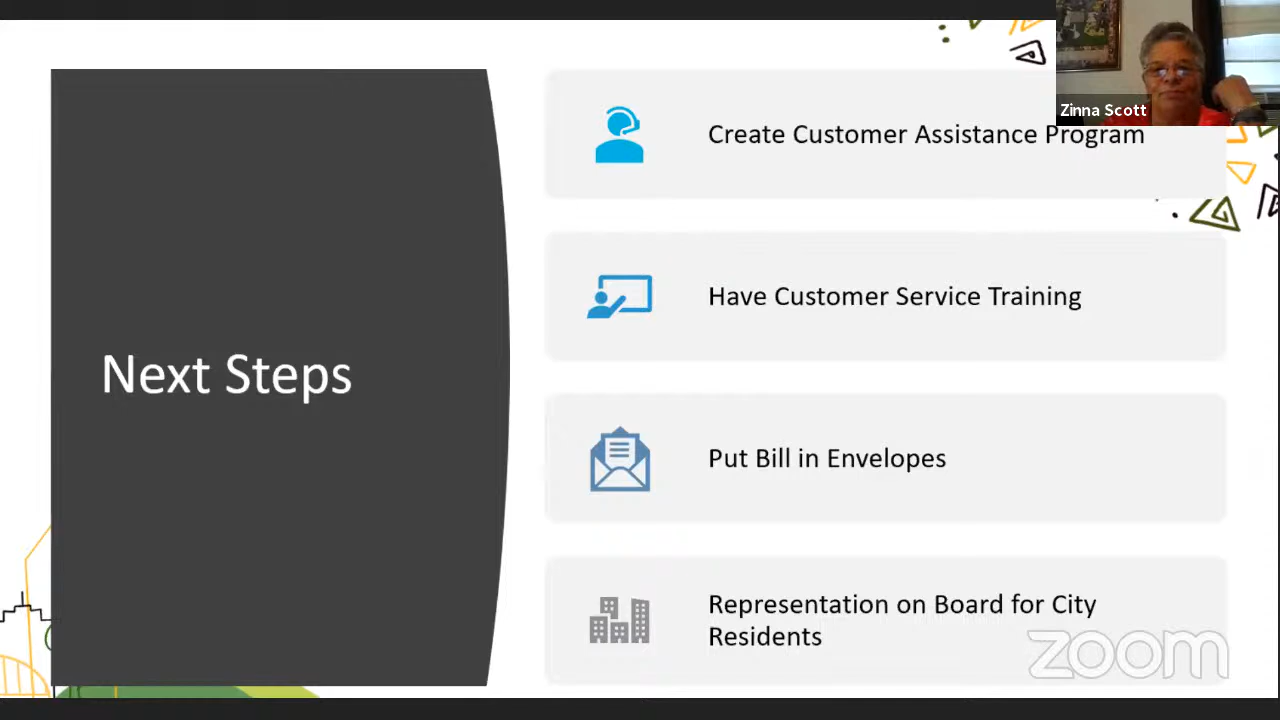 Zinna Scott
Create Customer Assistance Program
Have Customer Service Training
Next Steps
Put Bill in Envelopes
Representation on Board for City
Residents
zoom